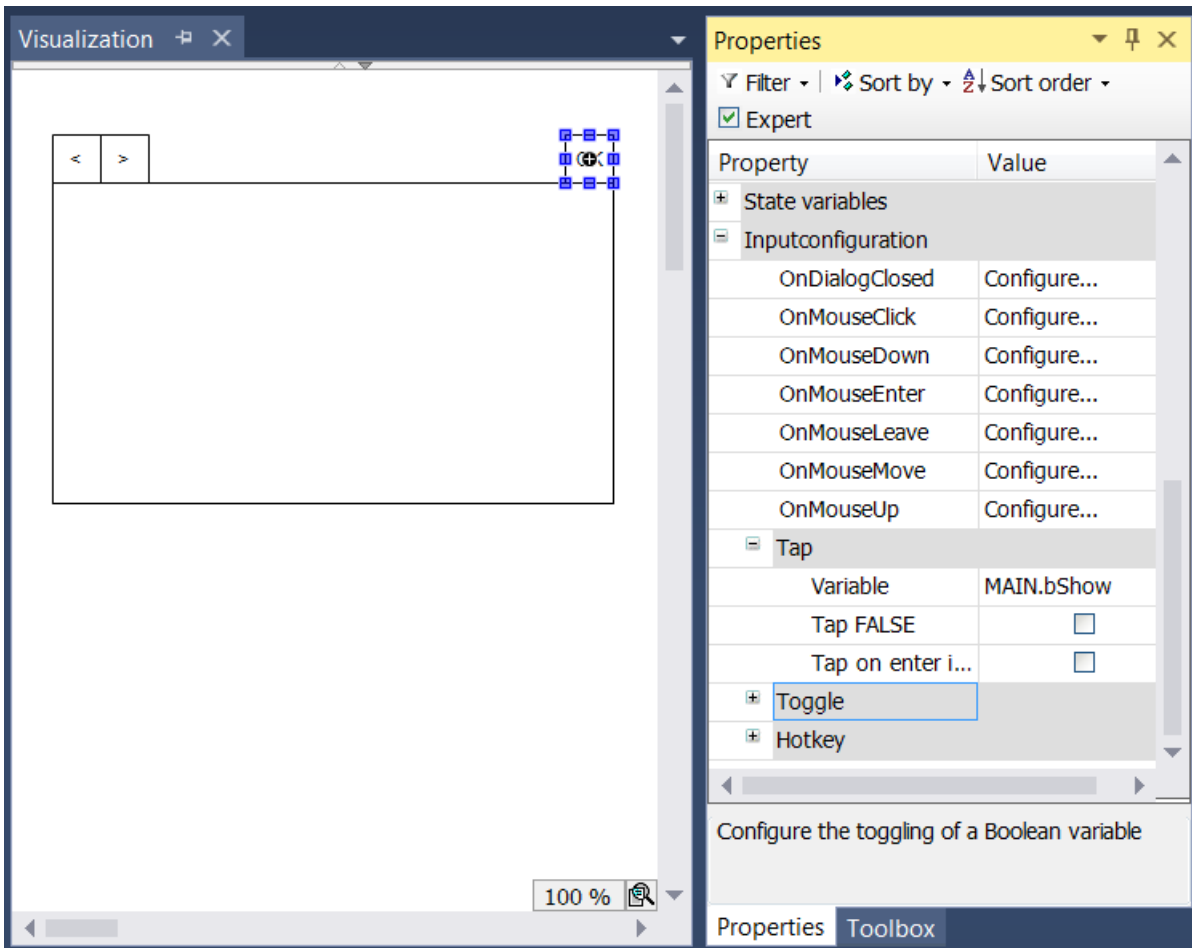 Visualization
< >
100 %
Properties
Filter Sort by Sort order
Expert
Property Value
State variables
Inputconfiguration
OnDialogClosed Configure...
OnMouseClick Configure...
OnMouseDown Configure...
OnMouseEnter Configure...
OnMouseLeave Configure...
OnMouseMove Configure...
OnMouseUp Configure...
Tap
Variable MAIN.bShow
Tap FALSE
Tap on enter i...
Toggle
Hotkey
Configure the toggling of a Boolean variable
Properties Toolbox